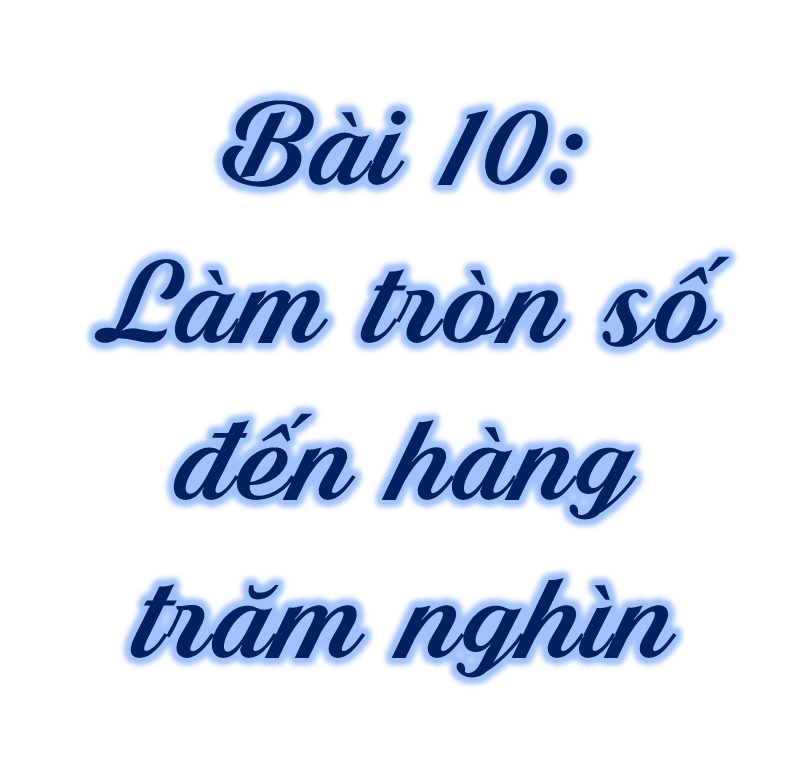 Bài 10:
Làm tròn số
đến hàng
trăm nghìn